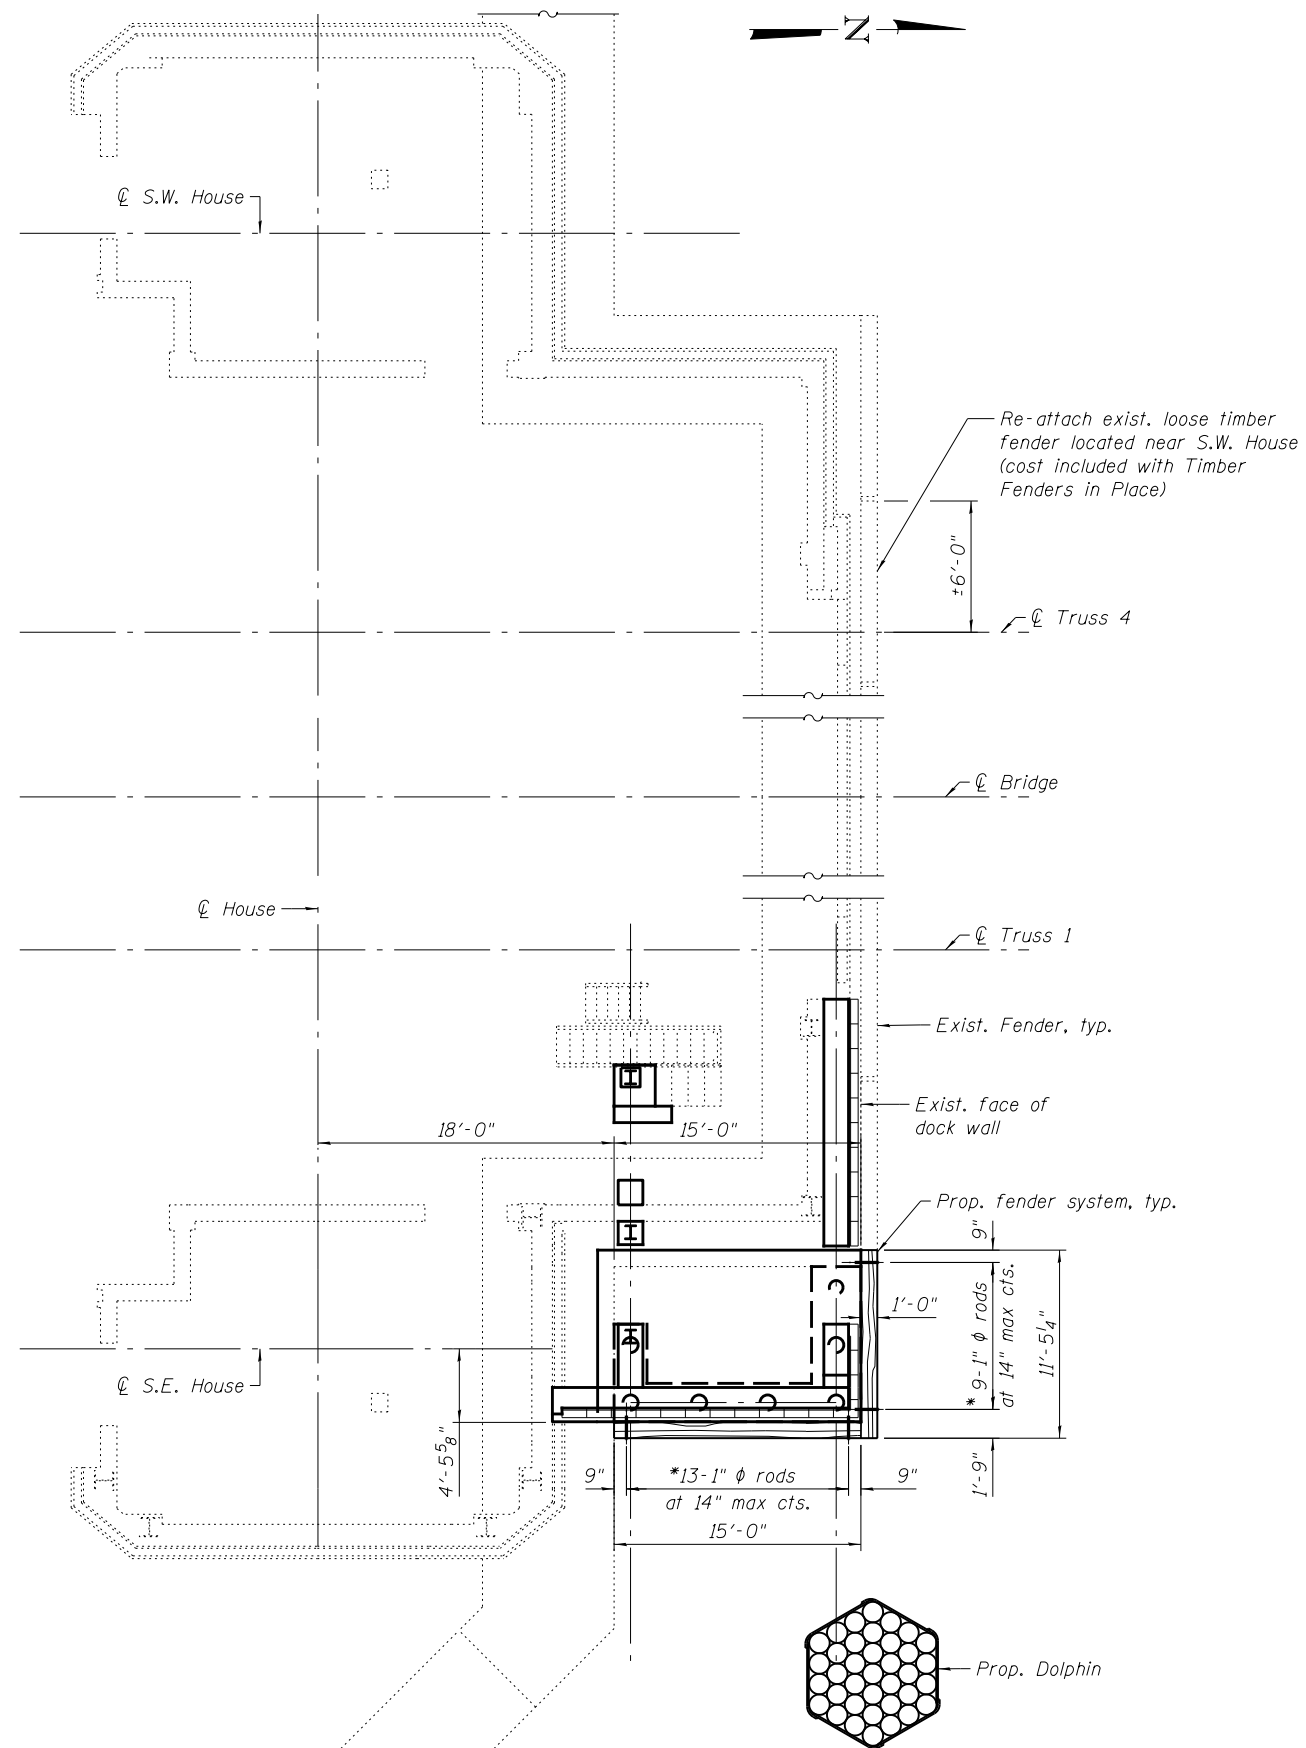 N
℄ S.W. House
Re-attach exist. loose timber
fender located near S.W. House
(cost included with Timber
Fenders in Place)
±6'-0"
℄ Truss 4
℄ Bridge
℄ House
℄ Truss 1
Exist. Fender, typ.
Exist. face of
dock wall
18'-0"
15'-0"
Prop. fender system, typ.
9"
* 9-1" ϕ rods
at 14" max cts.
1'-0"
11'-5¼"
℄ S.E. House
4'-5⅝"
1'-9"
9"
*13-1" ϕ rods
at 14" max cts.
9"
15'-0"
Prop. Dolphin